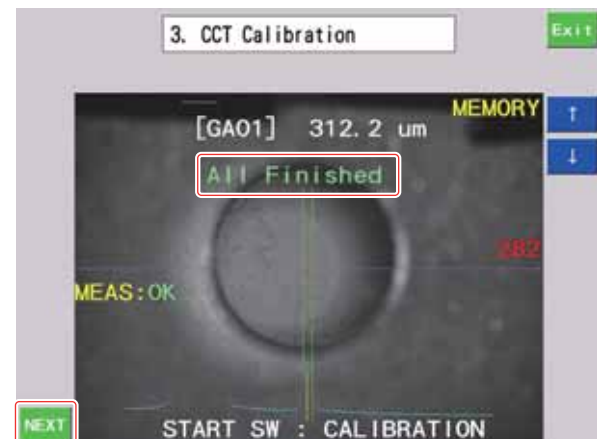 3. CCT Calibration
Exit
MEMORY
↑
[GA01] 312.2 um
↓
All Finished
282
MEAS:OK
NEXT
START SW : CALIBRATION